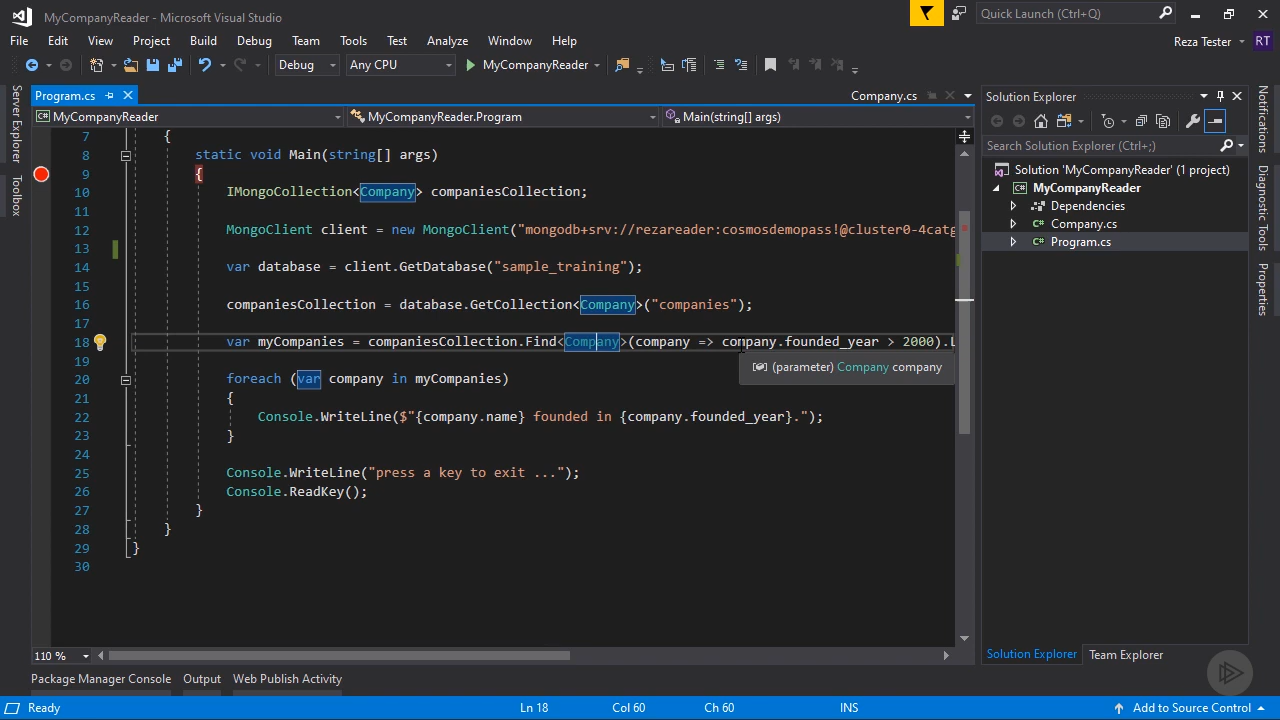 MyCompanyReader - Microsoft Visual Studio
Quick Launch (Ctrl+Q)
File Edit View Project Build Debug Team Tools Test Analyze Window Help
Reza Tester RT
Debug Any CPU MyCompanyReader
Server Explorer
Toolbox
Program.cs
Company.cs
MyCompanyReader MyCompanyReader.Program Main(string[] args)
7 {
8 static void Main(string[] args)
9 {
10 IMongoCollection<Company> companiesCollection;
11
12 MongoClient client = new MongoClient("mongodb+srv://rezareader:cosmosdemopass!@cluster0-4catg
13
14 var database = client.GetDatabase("sample_training");
15
16 companiesCollection = database.GetCollection<Company>("companies");
17
18 var myCompanies = companiesCollection.Find<Company>(company => company.founded_year > 2000).L
(parameter) Company company
19
20 foreach (var company in myCompanies)
21 {
22 Console.WriteLine($"{company.name} founded in {company.founded_year}.");
23 }
24
25 Console.WriteLine("press a key to exit ...");
26 Console.ReadKey();
27 }
28 }
29 }
30
110 %
Solution Explorer
Search Solution Explorer (Ctrl+;)
Solution 'MyCompanyReader' (1 project)
MyCompanyReader
Dependencies
Company.cs
Program.cs
Solution Explorer Team Explorer
Notifications
Diagnostic Tools
Properties
Package Manager Console Output Web Publish Activity
Ready Ln 18 Col 60 Ch 60 INS Add to Source Control